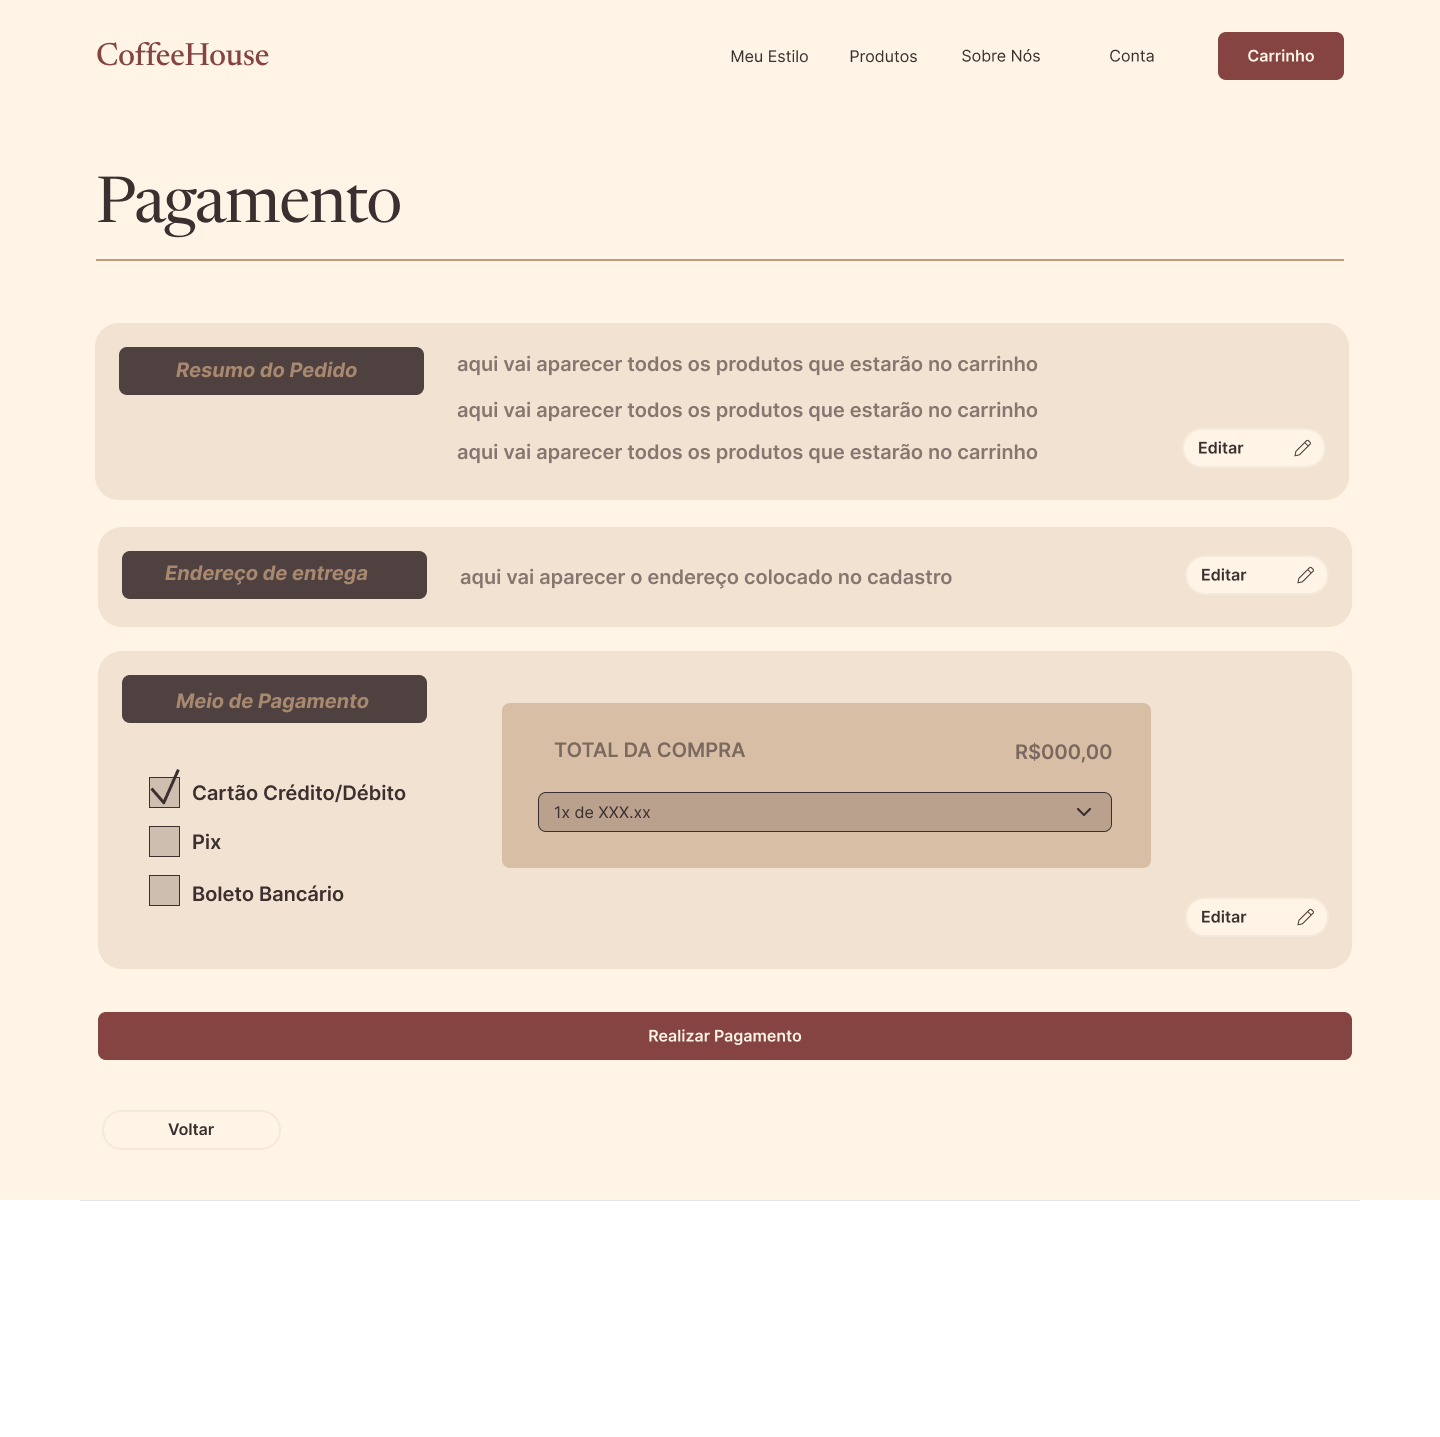 CoffeeHouse
Meu Estilo
Produtos
Sobre Nós
Conta
Carrinho
Pagamento
Resumo do Pedido
aqui vai aparecer todos os produtos que estarão no carrinho
aqui vai aparecer todos os produtos que estarão no carrinho
aqui vai aparecer todos os produtos que estarão no carrinho
Editar
Endereço de entrega
aqui vai aparecer o endereço colocado no cadastro
Editar
Meio de Pagamento
TOTAL DA COMPRA
R$000,00
1x de XXX.xx
Cartão Crédito/Débito
Pix
Boleto Bancário
Editar
Realizar Pagamento
Voltar